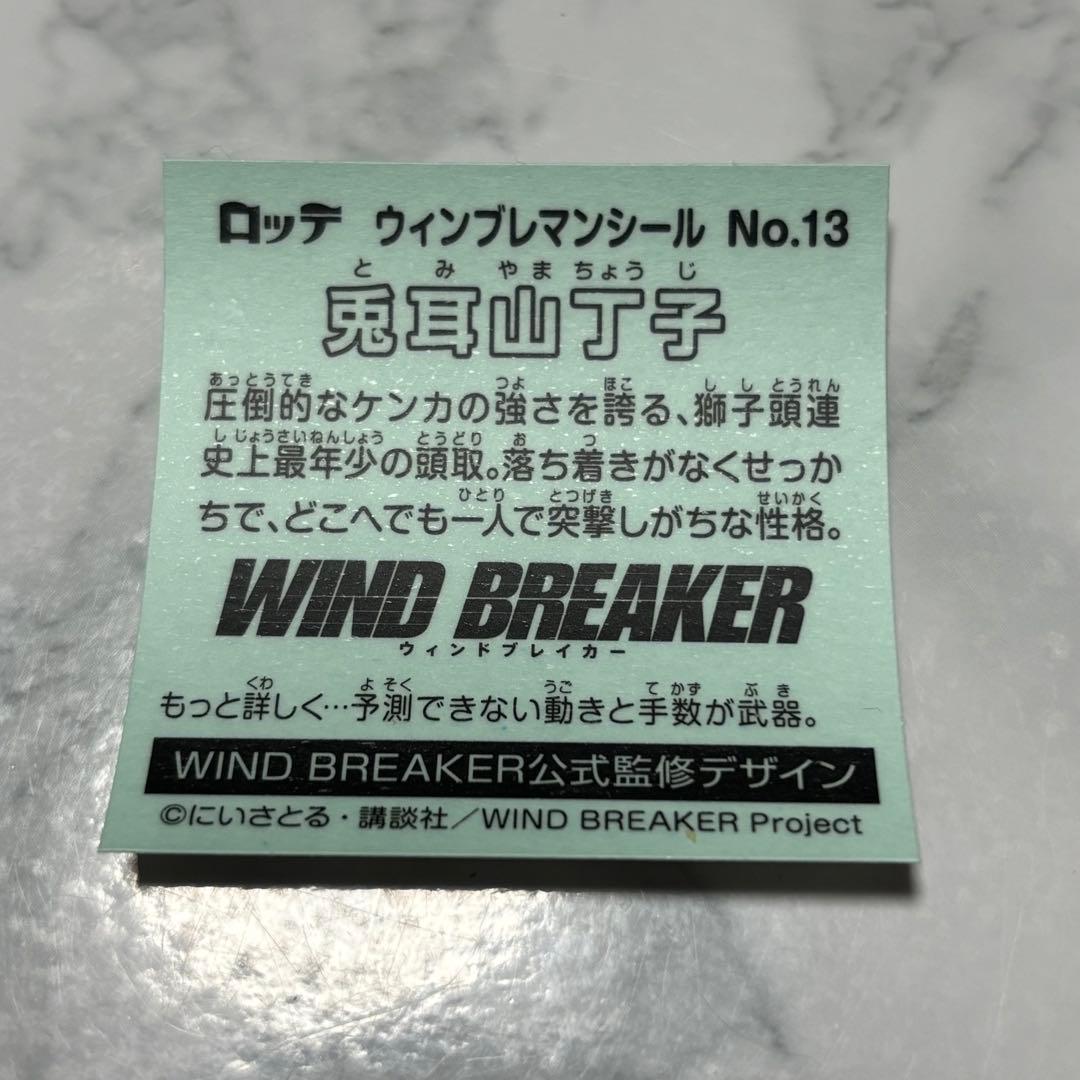 ロッテ ウィンブレマンシール No.13
とみやまちょうじ
兎耳山丁子
あっとうてき つよ ほこ しし とうれん
圧倒的なケンカの強さを誇る、獅子頭連
しじょうさいねんしょう とうどり お つ
史上最年少の頭取。落ち着きがなくせっか
ひとり とつげき せいかく
ちで、どこへでも一人で突撃しがちな性格。
WIND BREAKER
ウィンドブレイカー
くわ よそく うご てかず ぶき
もっと詳しく…予測できない動きと手数が武器。
WIND BREAKER公式監修デザイン
©にいさとる・講談社/WIND BREAKER Project